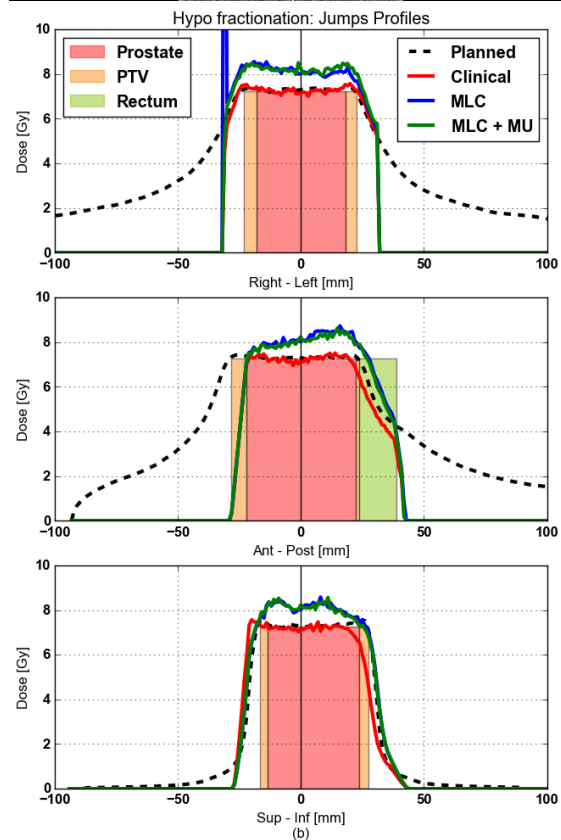 Hypo fractionation: Jumps Profiles
10
8
6
4
2
0
Dose [Gy]
Prostate
PTV
Rectum
Planned
Clinical
MLC
MLC + MU
−100 −50 0 50 100
Right - Left [mm]
10
8
6
4
2
0
Dose [Gy]
−100 −50 0 50 100
Ant - Post [mm]
10
8
6
4
2
0
Dose [Gy]
−100 −50 0 50 100
Sup - Inf [mm]
(b)